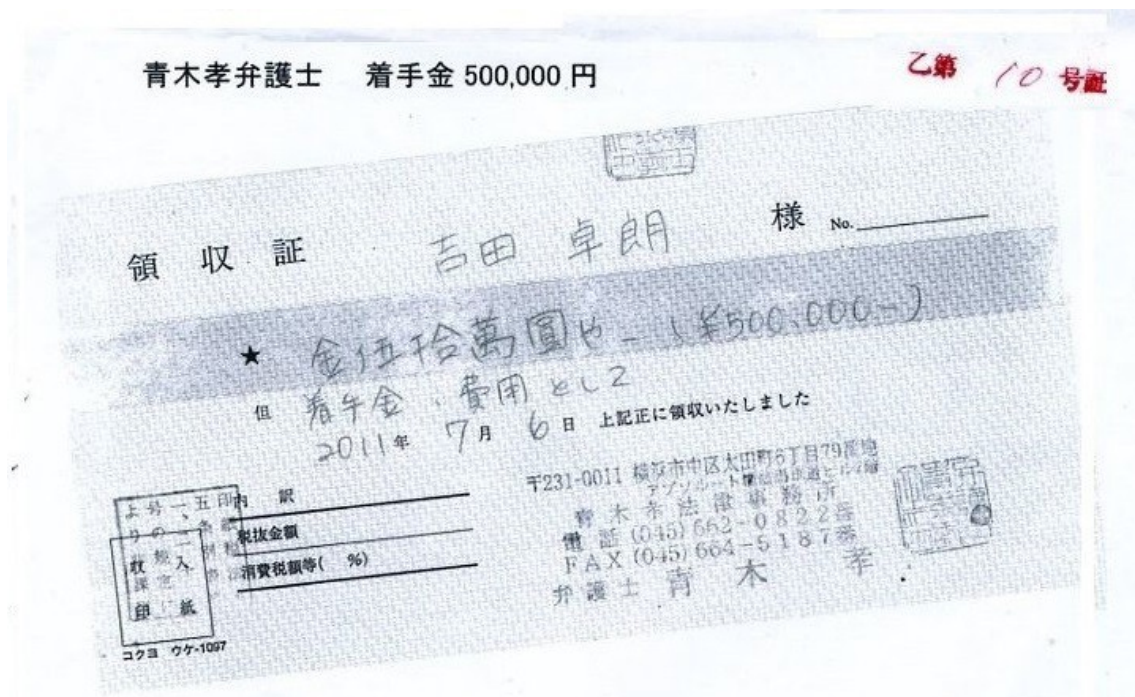 青木孝弁護士 着手金 500,000 円
乙第 10 号証
領収証 吉田 卓朗 様 No.
★ 金伍拾萬圓也-(¥500,000-)
但 着手金、費用として
2011年 7月 6日 上記正に領収いたしました
〒231-0011 横浜市中区太田町6丁目79番地
青木孝法律事務所
電話(045)662-0822番
FAX(045)664-5187番
弁護士 青木 孝
内訳
税抜金額
消費税額等( %)
収入
印紙
コクヨ ウケ-1097